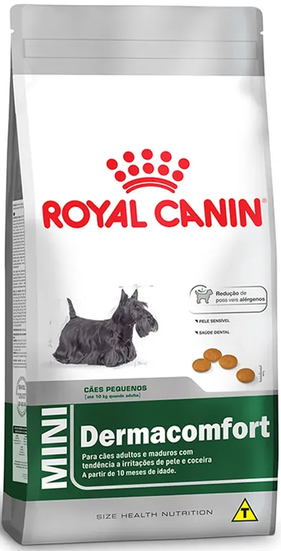 ROYAL CANIN
Redução de
possíveis alérgenos
• PELE SENSÍVEL
• SAÚDE DENTAL
CÃES PEQUENOS
(até 10 kg quando adulto)
MINI
Dermacomfort
Para cães adultos e maduros com
tendência a irritações de pele e coceira
A partir de 10 meses de idade.
SIZE HEALTH NUTRITION
T